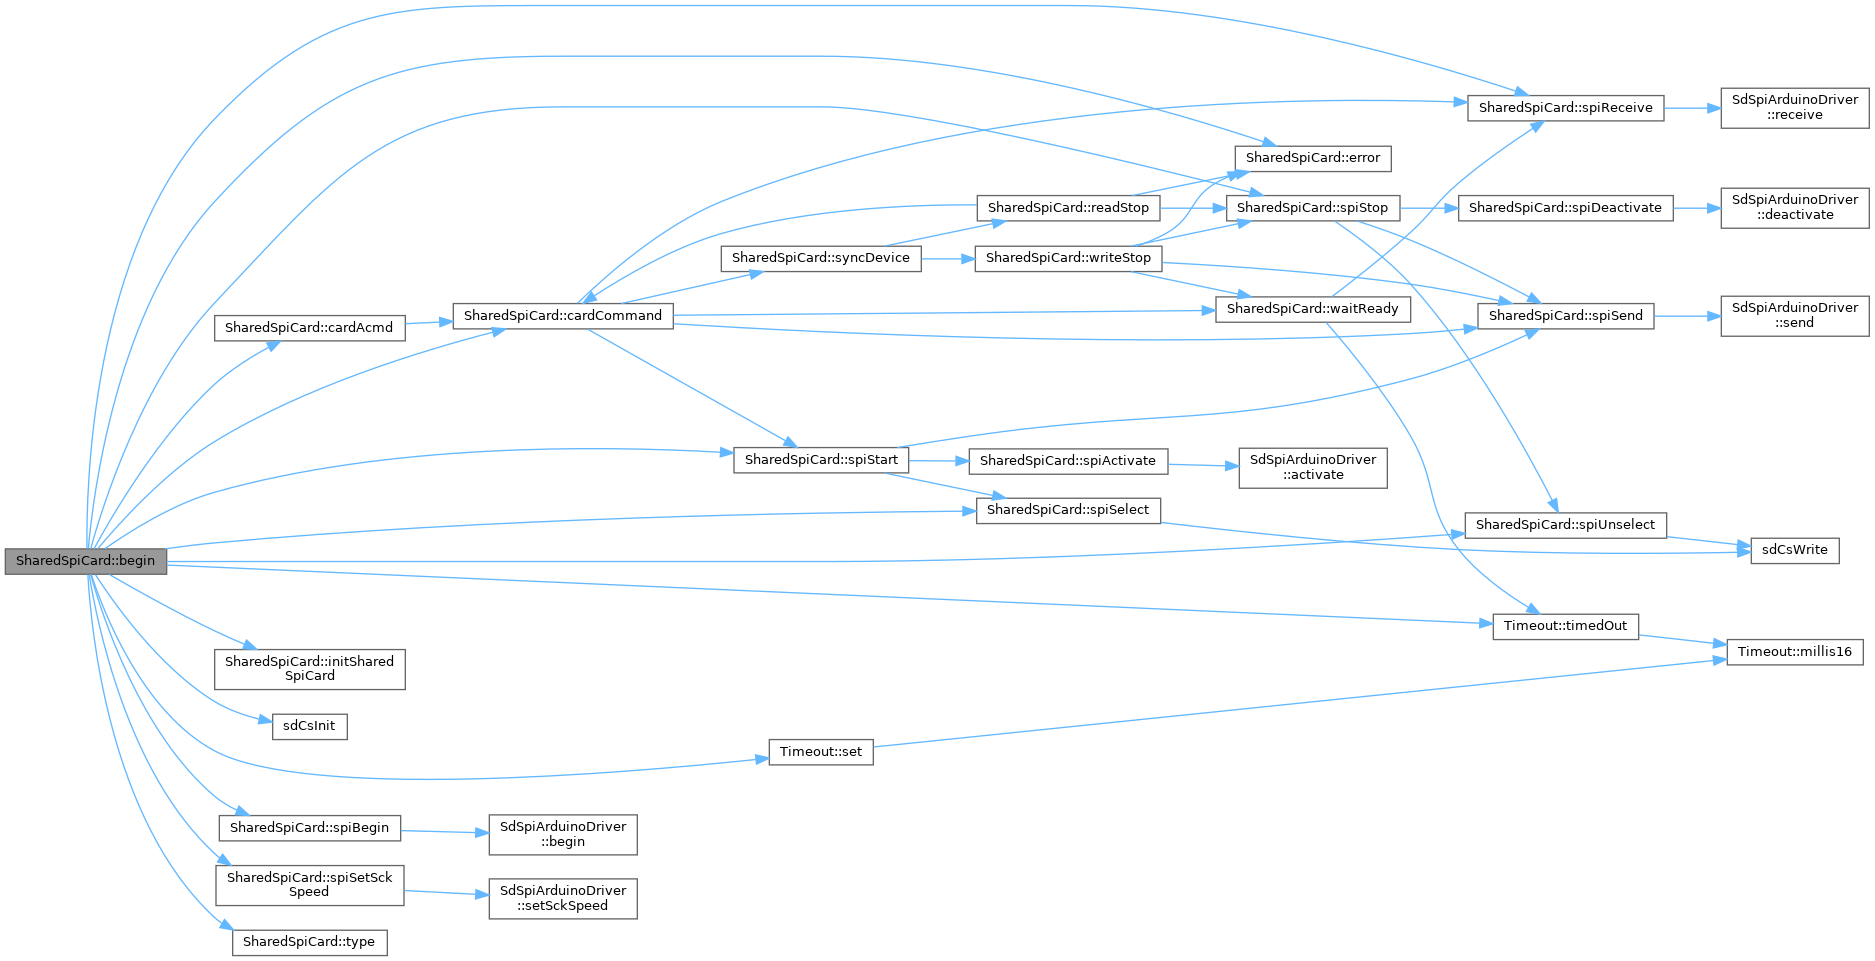 SdSpiArduinoDriver
::receive
SharedSpiCard::spiReceive
SharedSpiCard::error
SharedSpiCard::readStop
SharedSpiCard::spiStop
SharedSpiCard::spiDeactivate
SdSpiArduinoDriver
::deactivate
SharedSpiCard::syncDevice
SharedSpiCard::writeStop
SharedSpiCard::cardAcmd
SharedSpiCard::cardCommand
SharedSpiCard::waitReady
SharedSpiCard::spiSend
SdSpiArduinoDriver
::send
SharedSpiCard::spiStart
SharedSpiCard::spiActivate
SdSpiArduinoDriver
::activate
SharedSpiCard::spiSelect
SharedSpiCard::spiUnselect
sdCsWrite
SharedSpiCard::begin
Timeout::timedOut
Timeout::millis16
SharedSpiCard::initShared
SpiCard
sdCsInit
Timeout::set
SharedSpiCard::spiBegin
SdSpiArduinoDriver
::begin
SharedSpiCard::spiSetSck
Speed
SdSpiArduinoDriver
::setSckSpeed
SharedSpiCard::type